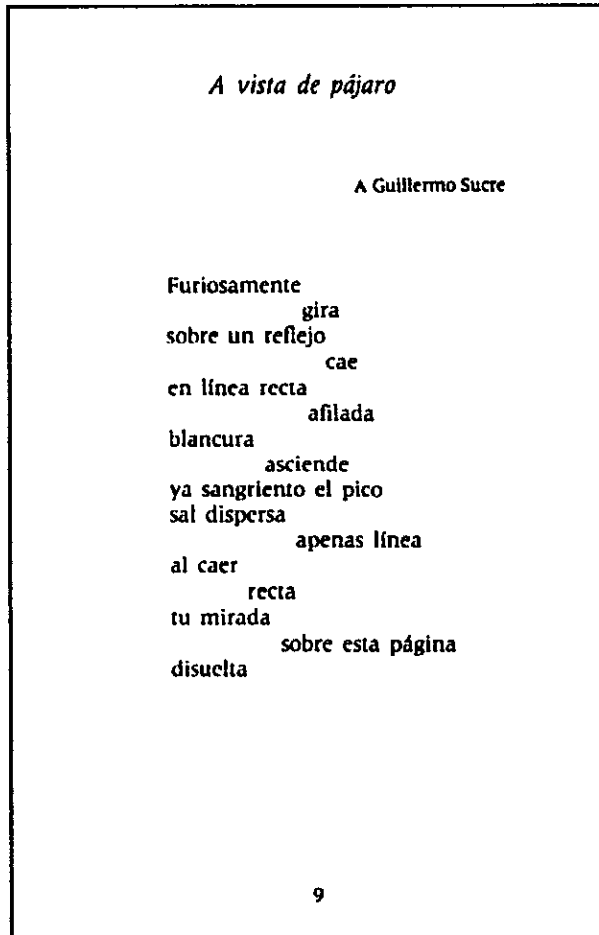 A vista de pájaro
A Guillermo Sucre
Furiosamente
gira
sobre un reflejo
cae
en línea recta
afilada
blancura
asciende
ya sangriento el pico
sal dispersa
apenas línea
al caer
recta
tu mirada
sobre esta página
disuelta
9